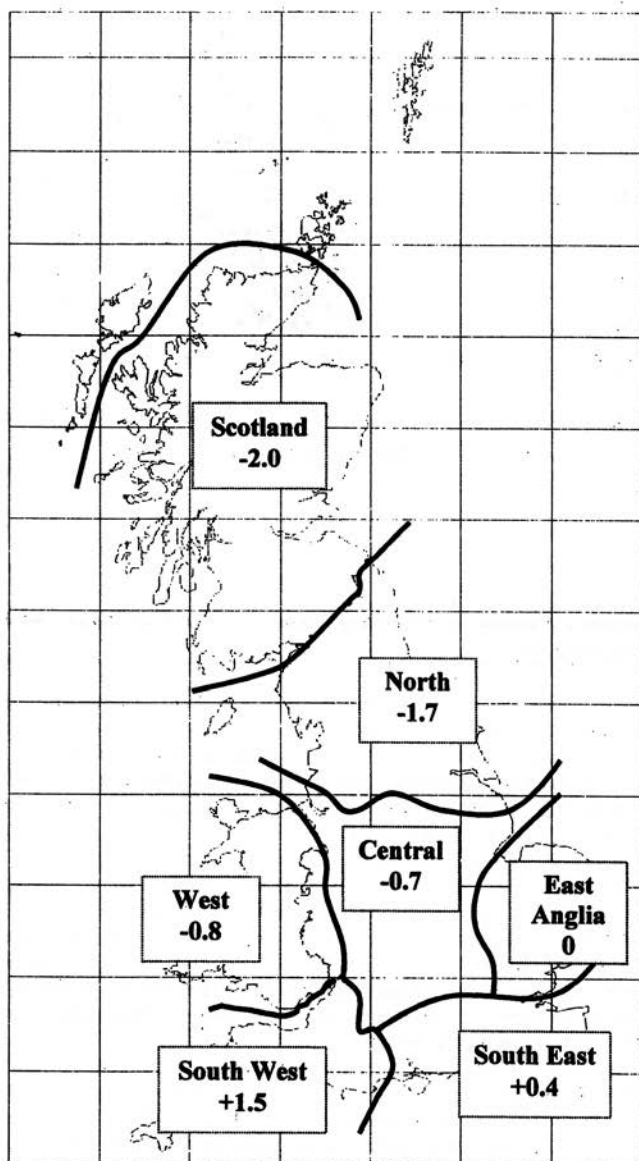 Scotland
-2.0
North
-1.7
Central
-0.7
West
-0.8
East
Anglia
0
South West
+1.5
South East
+0.4